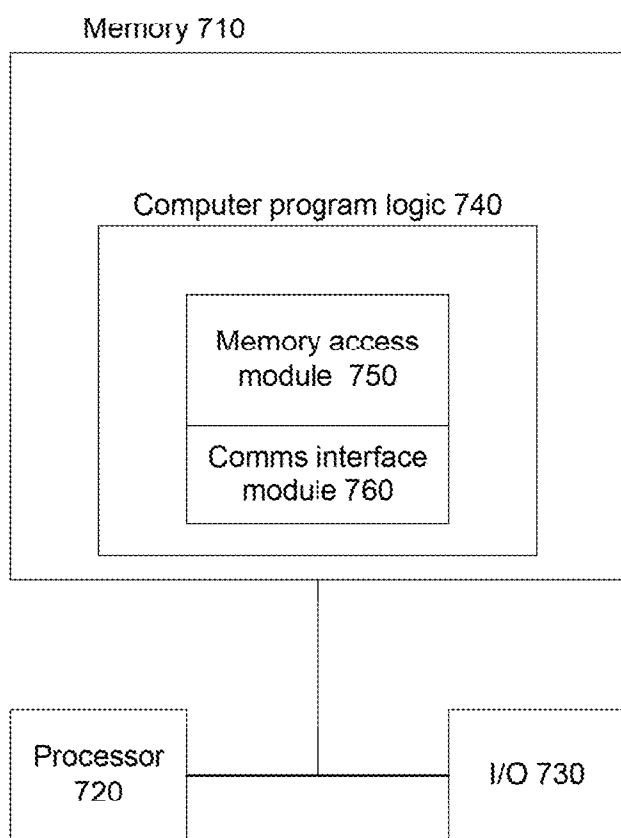 Memory 710
Computer program logic 740
Memory access
module 750
Comms interface
module 760
Processor
720
I/O 730